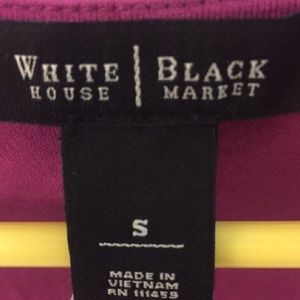 WHITE | BLACK
HOUSE | MARKET
S
MADE IN
VIETNAM
RN 111459